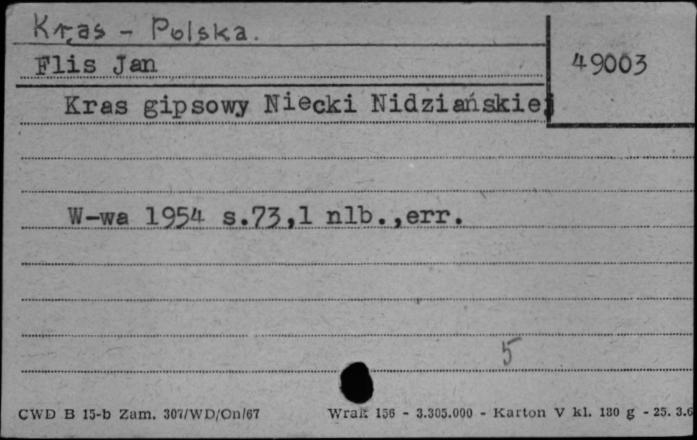 Kras - Polska.
Flis Jan
49003
Kras gipsowy Niecki Nidziańskiej
W-wa 1954 s.73,1 nlb.,err.
5
CWD B 15-b Zam. 307/WD/On/67 Wrak 156 - 3.305.000 - Karton V kl. 180 g - 25. 3.6